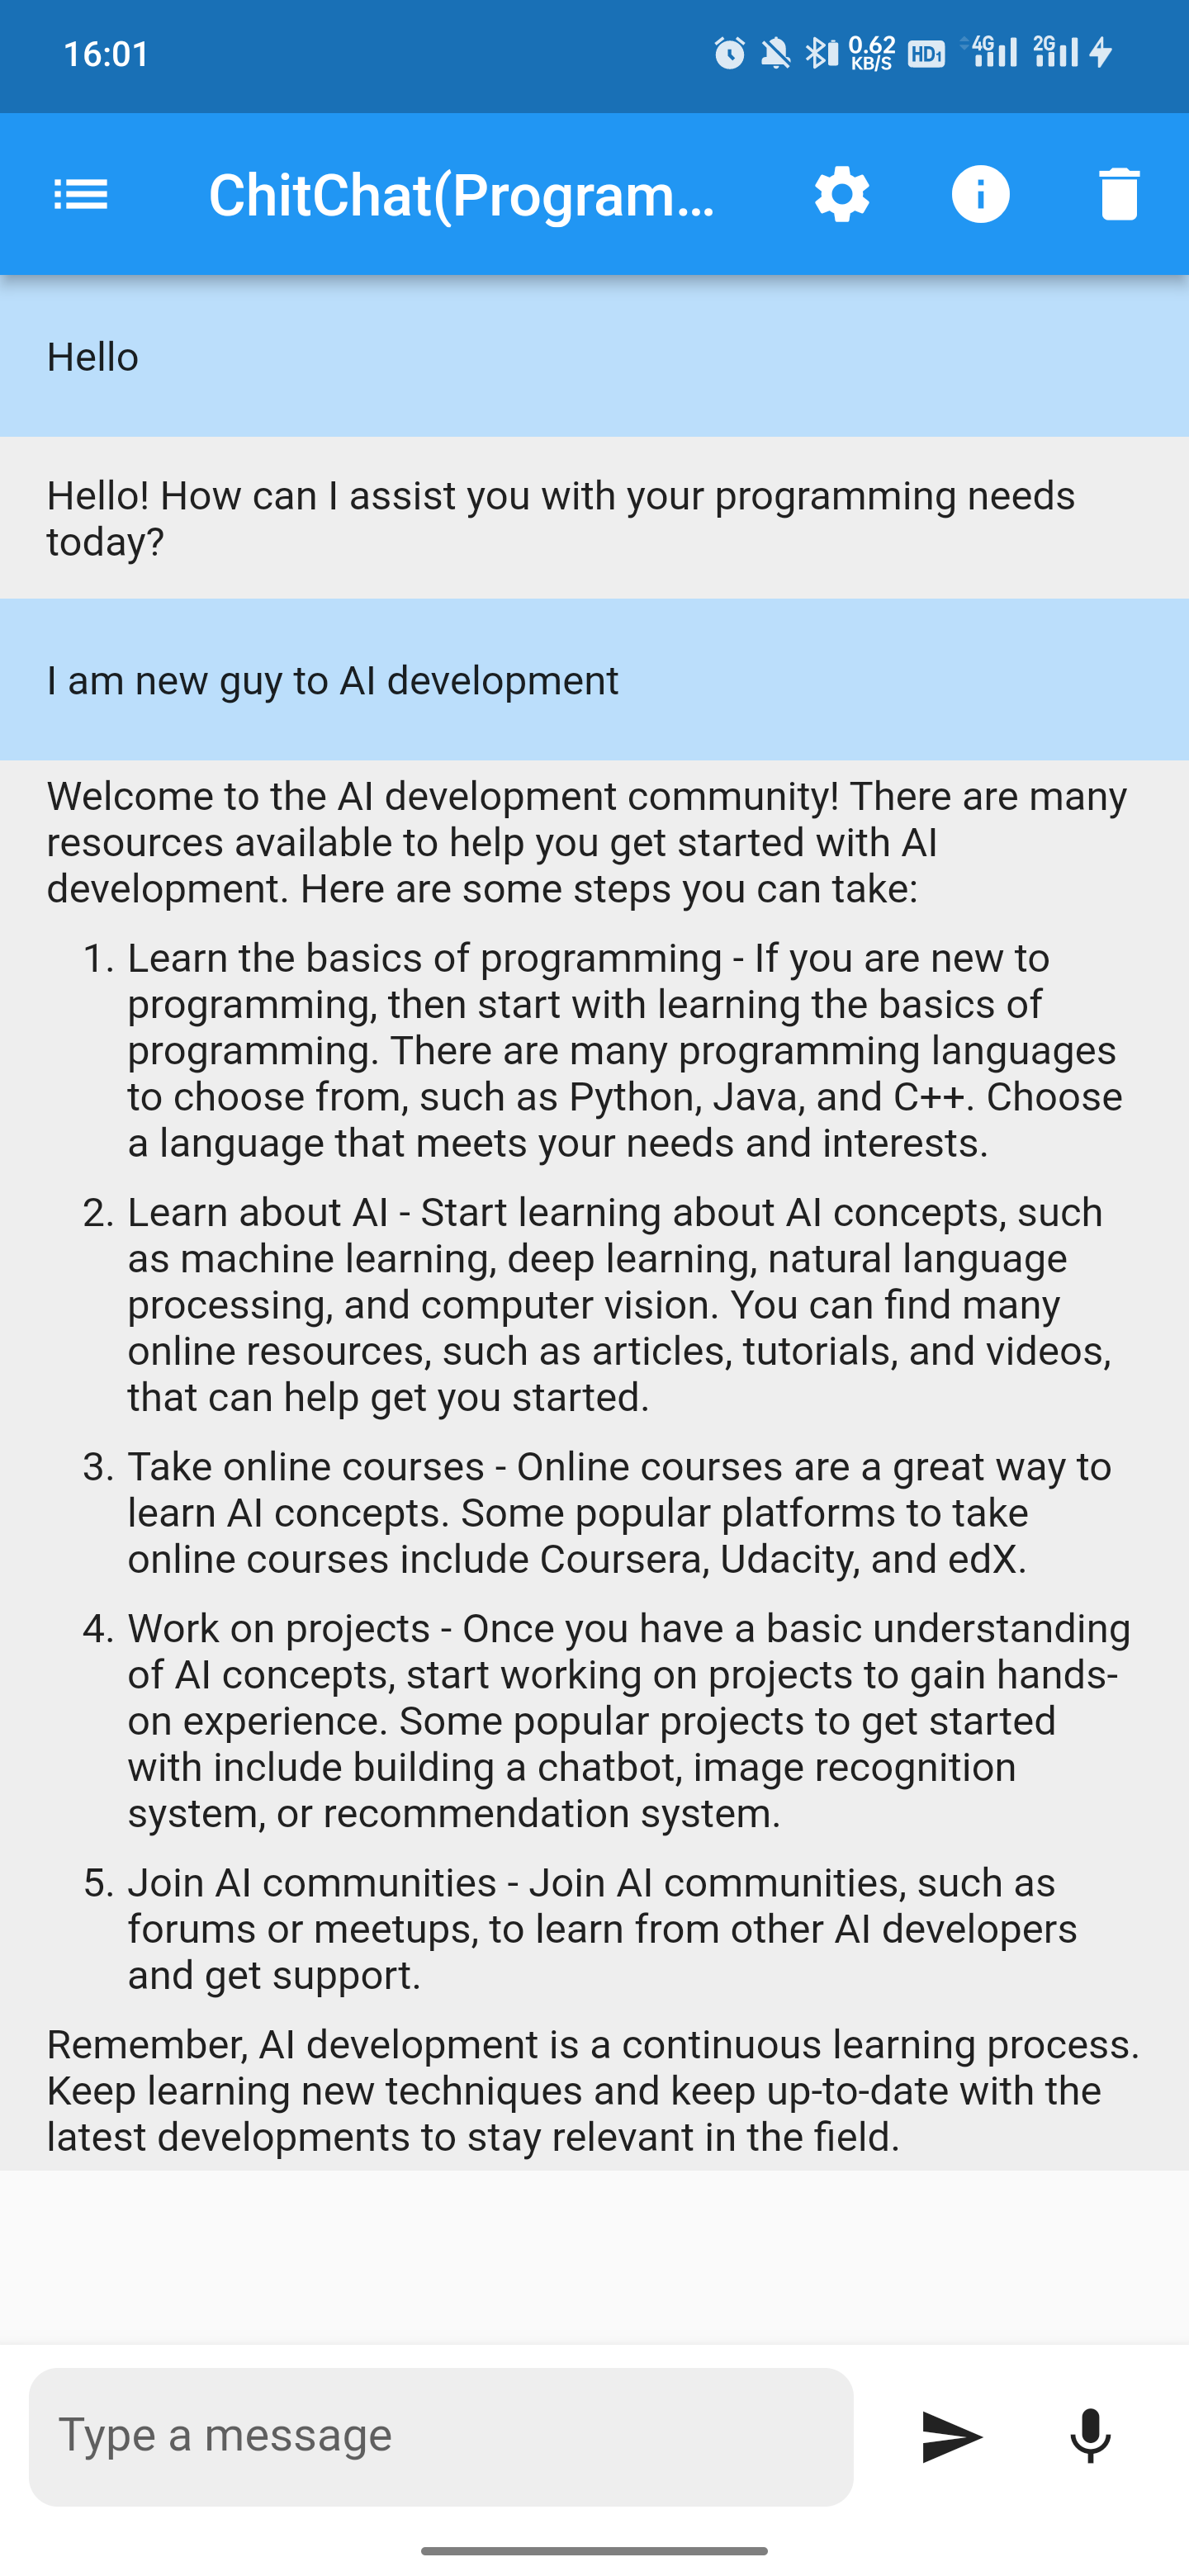 16:01
0.62
KB/S
HD1
4G
2G
ChitChat(Program...
Hello
Hello! How can I assist you with your programming needs
today?
I am new guy to AI development
Welcome to the AI development community! There are many
resources available to help you get started with AI
development. Here are some steps you can take:
1. Learn the basics of programming - If you are new to
programming, then start with learning the basics of
programming. There are many programming languages
to choose from, such as Python, Java, and C++. Choose
a language that meets your needs and interests.
2. Learn about AI - Start learning about AI concepts, such
as machine learning, deep learning, natural language
processing, and computer vision. You can find many
online resources, such as articles, tutorials, and videos,
that can help get you started.
3. Take online courses - Online courses are a great way to
learn AI concepts. Some popular platforms to take
online courses include Coursera, Udacity, and edX.
4. Work on projects - Once you have a basic understanding
of AI concepts, start working on projects to gain hands-
on experience. Some popular projects to get started
with include building a chatbot, image recognition
system, or recommendation system.
5. Join AI communities - Join AI communities, such as
forums or meetups, to learn from other AI developers
and get support.
Remember, AI development is a continuous learning process.
Keep learning new techniques and keep up-to-date with the
latest developments to stay relevant in the field.
Type a message